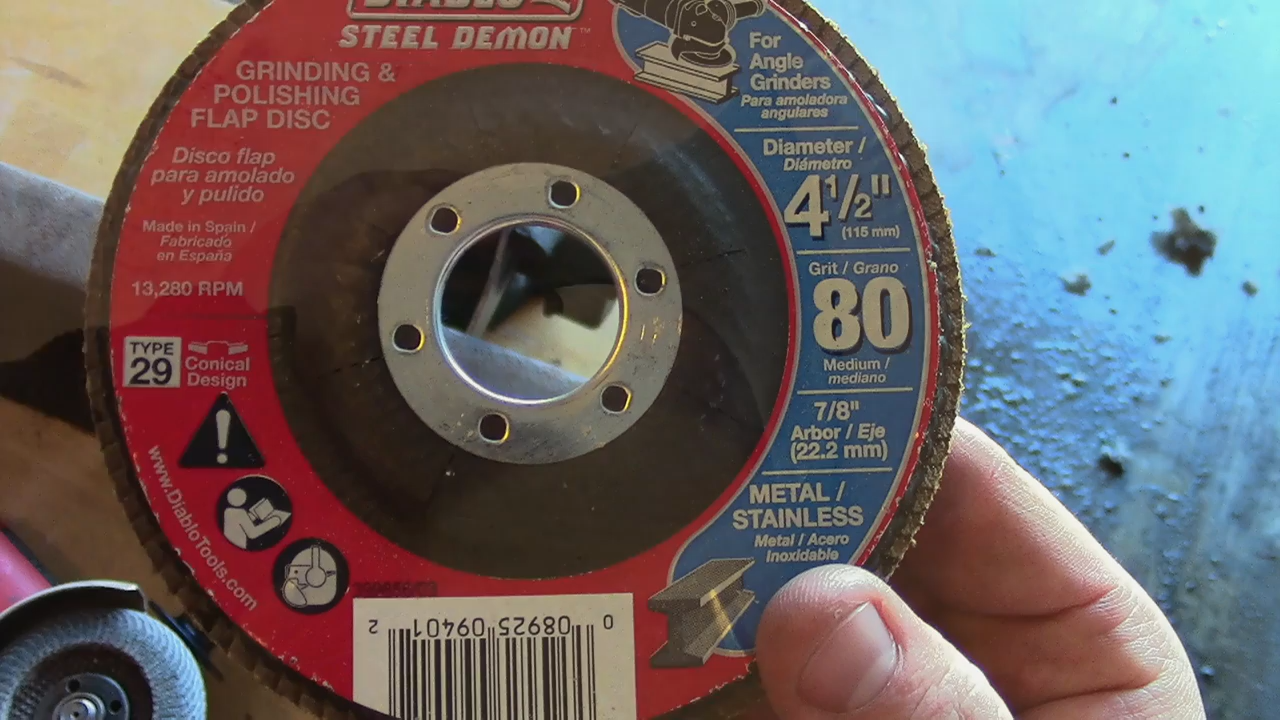 DIABLO
STEEL DEMON™
GRINDING &
POLISHING
FLAP DISC
Disco flap
para amolado
y pulido
Made in Spain /
Fabricado
en España
13,280 RPM
TYPE
29
Conical
Design
www.DiabloTools.com
For
Angle
Grinders
Para amoladora
angulares
Diameter /
Diámetro
4 1/2"
(115 mm)
Grit / Grano
80
Medium /
mediano
7/8"
Arbor / Eje
(22.2 mm)
METAL /
STAINLESS
Metal / Acero
Inoxidable
0 08925 09401 2